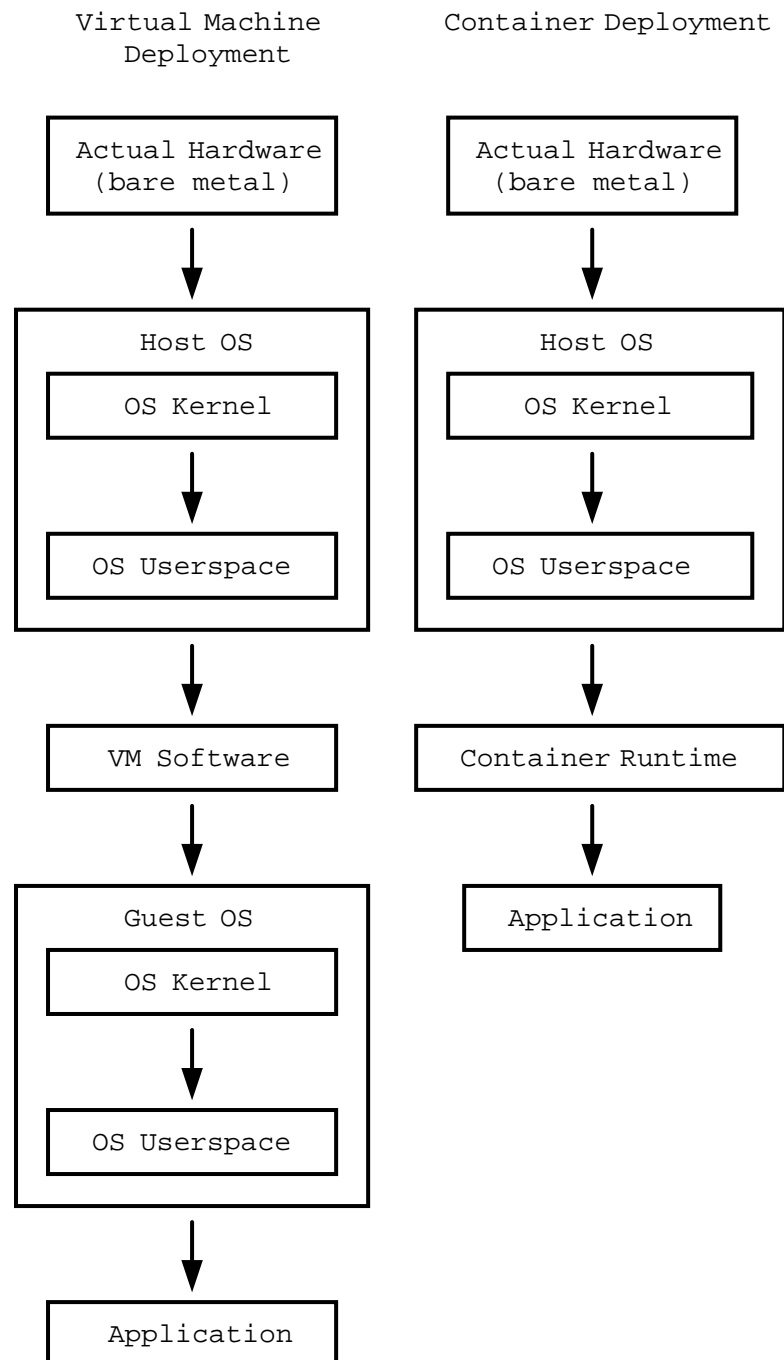 Virtual Machine
Deployment
Actual Hardware
(bare metal)
Host OS
OS Kernel
OS Userspace
VM Software
Guest OS
OS Kernel
OS Userspace
Application
Container Deployment
Actual Hardware
(bare metal)
Host OS
OS Kernel
OS Userspace
Container Runtime
Application